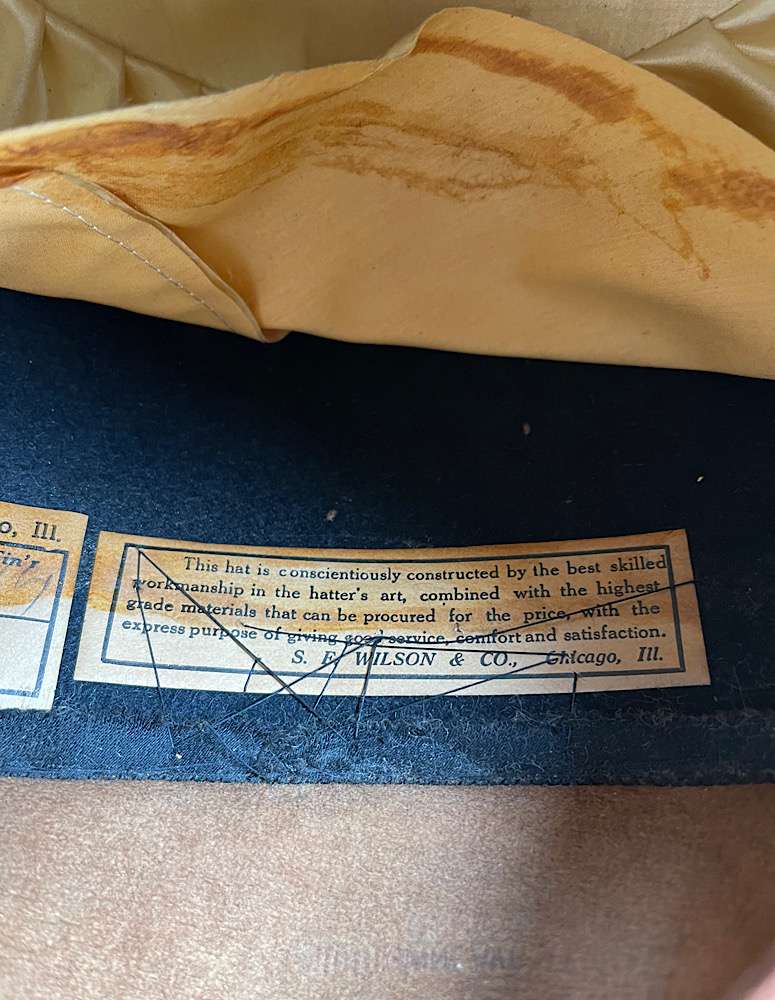 o, Ill.
This hat is conscientiously constructed by the best skilled
workmanship in the hatter's art, combined with the highest
grade materials that can be procured for the price, with the
express purpose of giving good service, comfort and satisfaction.
S. E. WILSON & CO., Chicago, Ill.